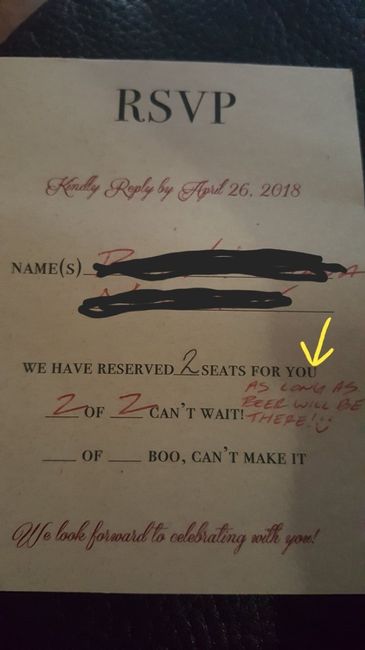 RSVP
Kindly Reply by April 26, 2018
NAME(S)
WE HAVE RESERVED 2 SEATS FOR YOU
AS LONG AS
BEER WILL BE
THERE!
2 OF 2 CAN'T WAIT!
OF BOO, CAN'T MAKE IT
We look forward to celebrating with you!